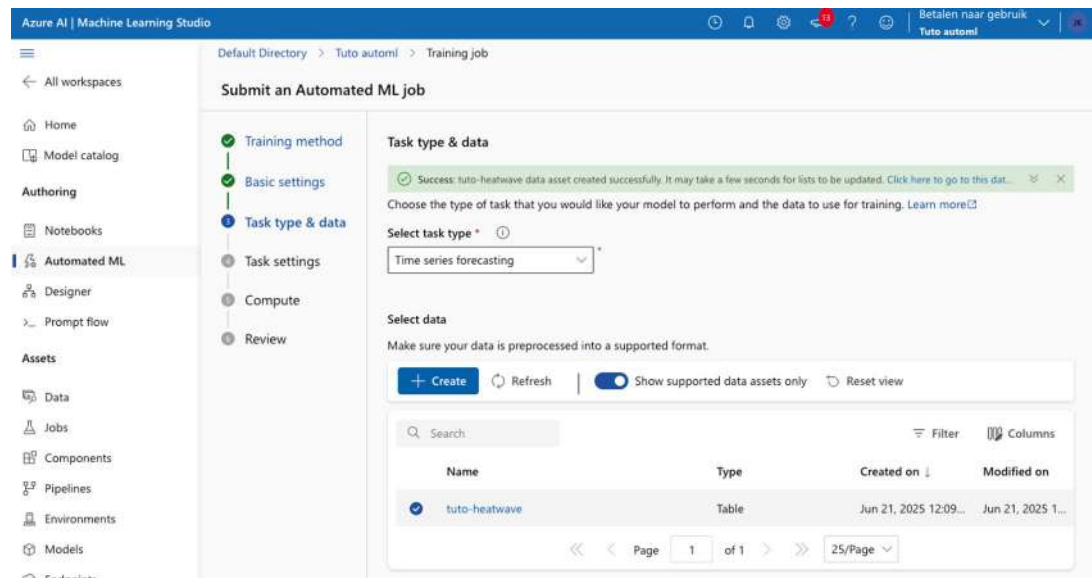 Azure AI | Machine Learning Studio
13
Betalen naar gebruik
Tuto automl
All workspaces
Home
Model catalog
Authoring
Notebooks
Automated ML
Designer
Prompt flow
Assets
Data
Jobs
Components
Pipelines
Environments
Models
Default Directory > Tuto automl > Training job
Submit an Automated ML job
Training method
Basic settings
3 Task type & data
4 Task settings
5 Compute
6 Review
Task type & data
Success: tuto-heatwave data asset created successfully. It may take a few seconds for lists to be updated. Click here to go to this dat...
Choose the type of task that you would like your model to perform and the data to use for training. Learn more
Select task type *
Time series forecasting *
Select data
Make sure your data is preprocessed into a supported format.
+ Create Refresh | Show supported data assets only Reset view
Search Filter Columns
Name Type Created on ↓ Modified on
tuto-heatwave Table Jun 21, 2025 12:09... Jun 21, 2025 1...
Page 1 of 1 25/Page